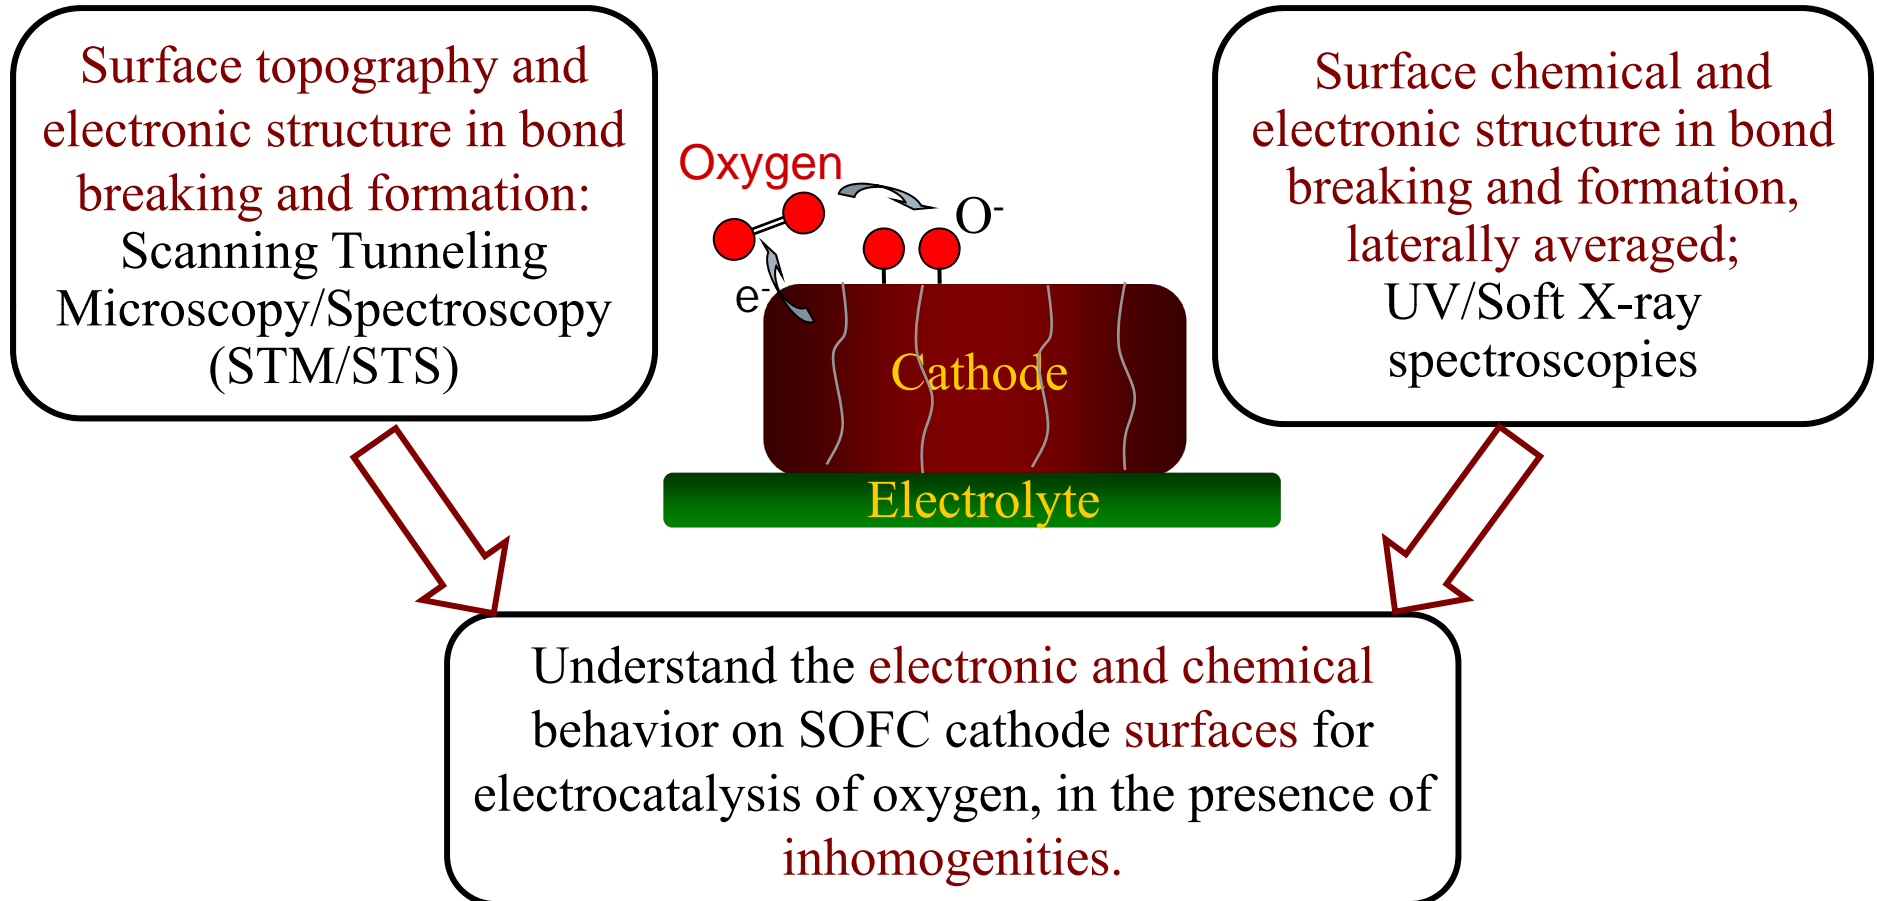 Surface topography and
electronic structure in bond
breaking and formation:
Scanning Tunneling
Microscopy/Spectroscopy
(STM/STS)
Oxygen
O-
e-
Cathode
Electrolyte
Surface chemical and
electronic structure in bond
breaking and formation,
laterally averaged;
UV/Soft X-ray
spectroscopies
Understand the electronic and chemical
behavior on SOFC cathode surfaces for
electrocatalysis of oxygen, in the presence of
inhomogenities.